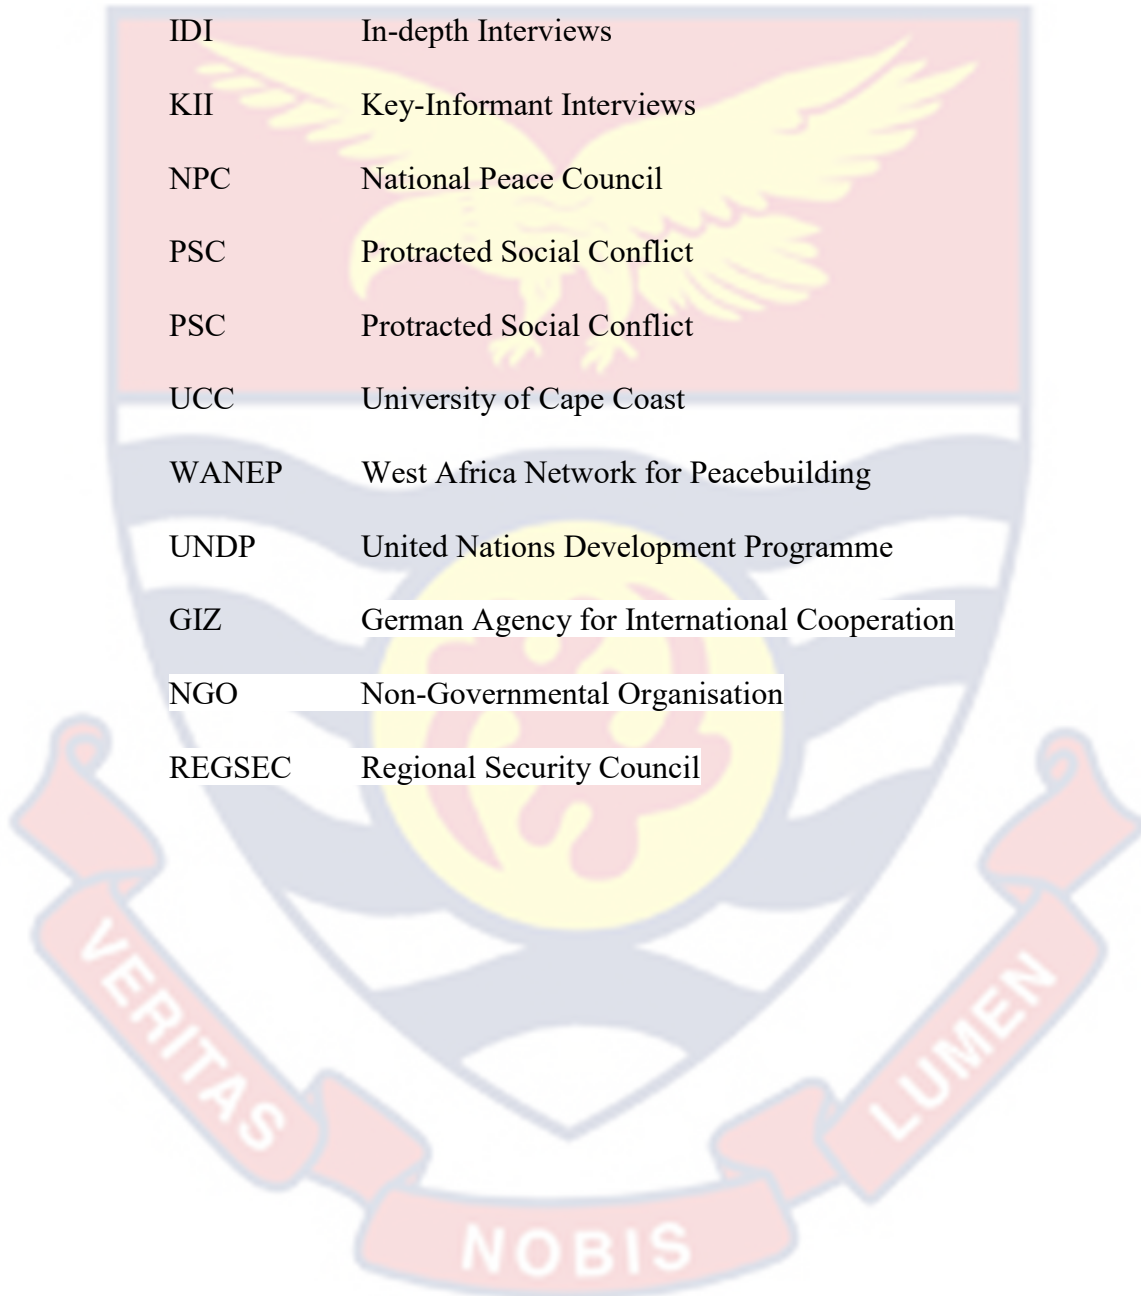 IDI In-depth Interviews
KII Key-Informant Interviews
NPC National Peace Council
PSC Protracted Social Conflict
PSC Protracted Social Conflict
UCC University of Cape Coast
WANEP West Africa Network for Peacebuilding
UNDP United Nations Development Programme
GIZ German Agency for International Cooperation
NGO Non-Governmental Organisation
REGSEC Regional Security Council
VERITAS
NOBIS
LUMEN